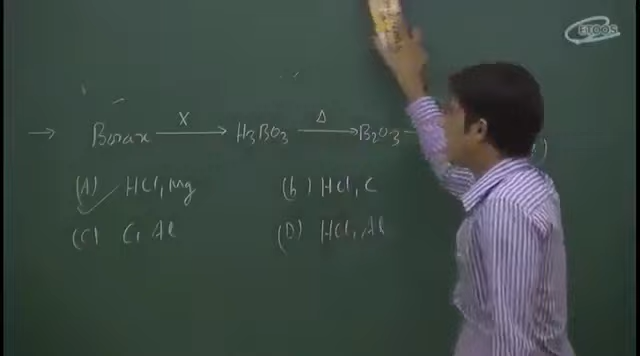 ETOOS
→ Borax —X→ H3BO3 —Δ→ B2O3 —
(A) HCl, Mg (b) HCl, C
(C) C, Al (D) HCl, Al